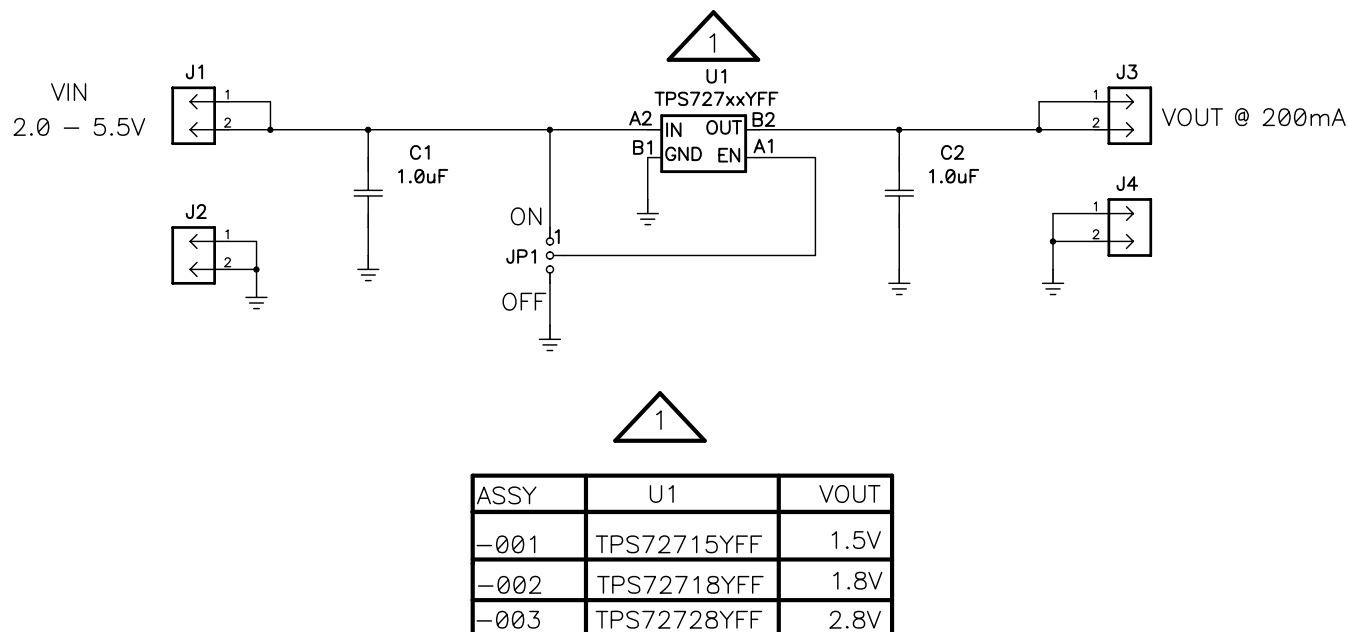 1
U1
TPS727xxYFF
J1
VIN
2.0 – 5.5V
1
2
A2
IN
OUT
B2
B1
GND
EN
A1
J3
1
2
VOUT @ 200mA
C1
1.0uF
C2
1.0uF
J2
1
2
ON
1
JP1
OFF
J4
1
2
1
ASSY U1 VOUT
–001 TPS72715YFF 1.5V
–002 TPS72718YFF 1.8V
–003 TPS72728YFF 2.8V